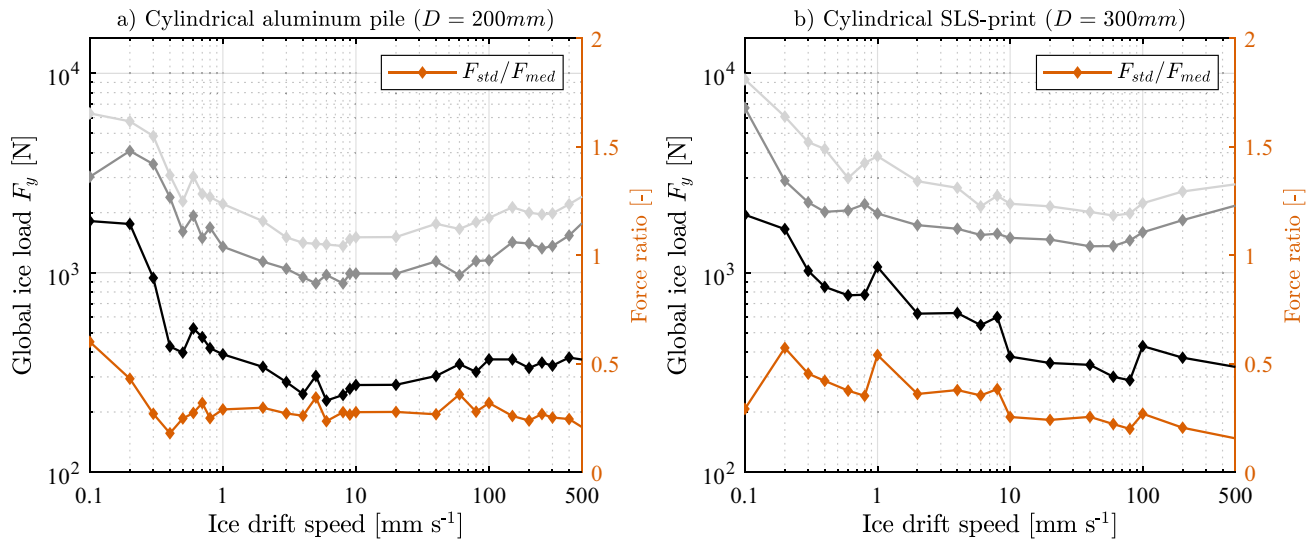 a) Cylindrical aluminum pile (D = 200mm)
F_std/F_med
Global ice load F_y [N]
10^4
10^3
10^2
2
1.5
1
0.5
0
Force ratio [-]
0.1
1
10
100
500
Ice drift speed [mm s^-1]
b) Cylindrical SLS-print (D = 300mm)
F_std/F_med
Global ice load F_y [N]
10^4
10^3
10^2
2
1.5
1
0.5
0
Force ratio [-]
0.1
1
10
100
500
Ice drift speed [mm s^-1]